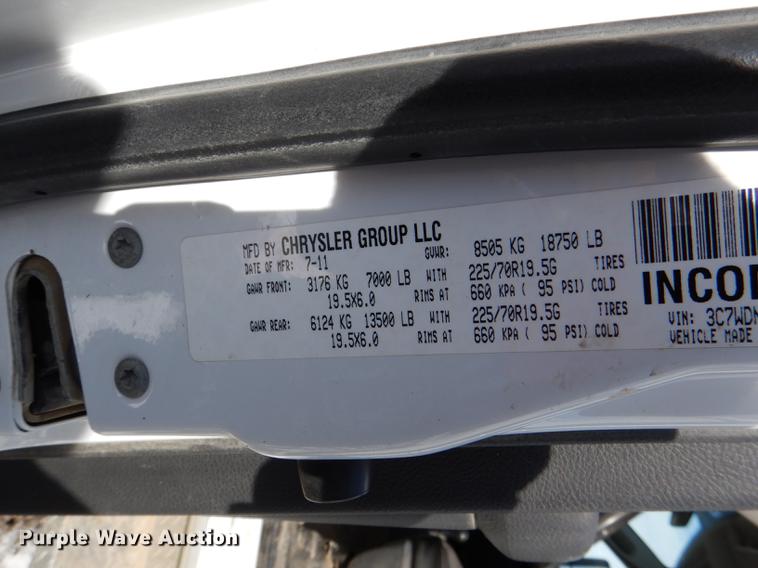 MFD BY CHRYSLER GROUP LLC
DATE OF MFR: 7-11 GVWR: 8505 KG 18750 LB
GAWR FRONT: 3176 KG 7000 LB WITH 225/70R19.5G TIRES
19.5X6.0 RIMS AT 660 KPA ( 95 PSI) COLD
GAWR REAR: 6124 KG 13500 LB WITH 225/70R19.5G TIRES
19.5X6.0 RIMS AT 660 KPA ( 95 PSI) COLD
INCO
VIN: 3C7WD
VEHICLE MADE
Purple Wave Auction